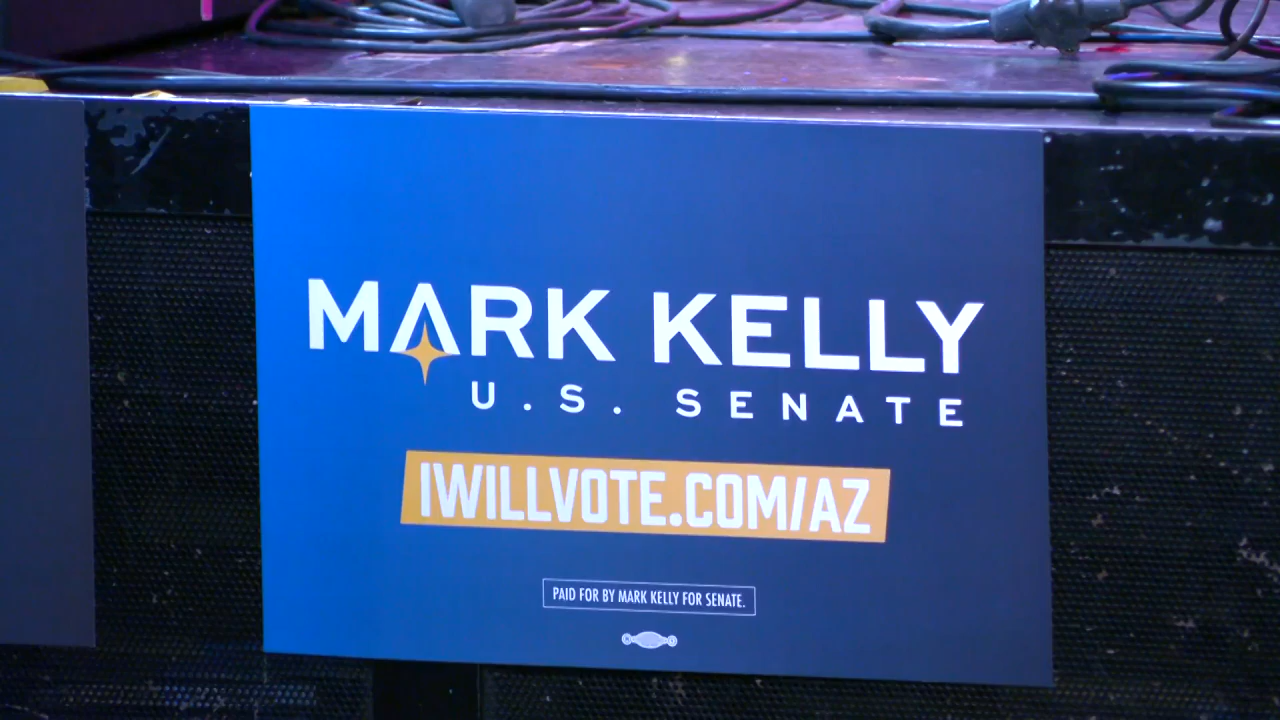 MARK KELLY
U.S. SENATE
IWILLVOTE.COM/AZ
PAID FOR BY MARK KELLY FOR SENATE.